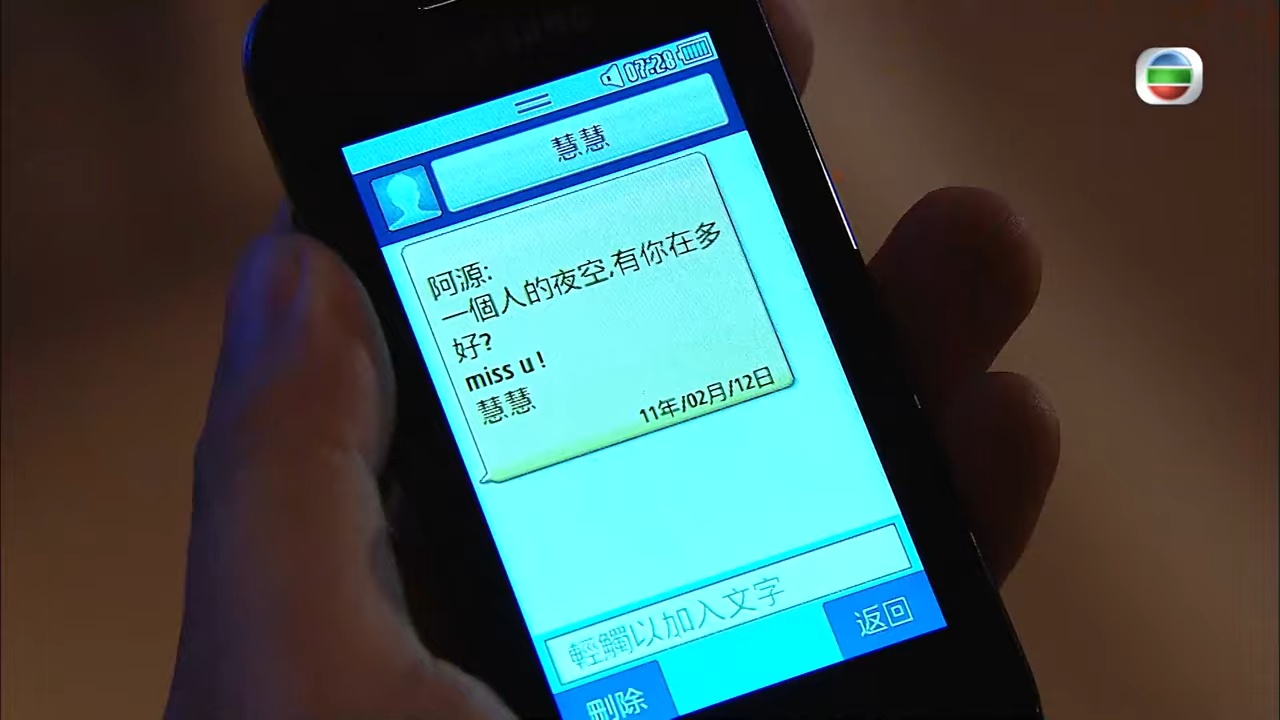 07:28
慧慧
阿源:
一個人的夜空,有你在多
好?
miss u !
慧慧
11年/02月/12日
輕觸以加入文字
返回
刪除